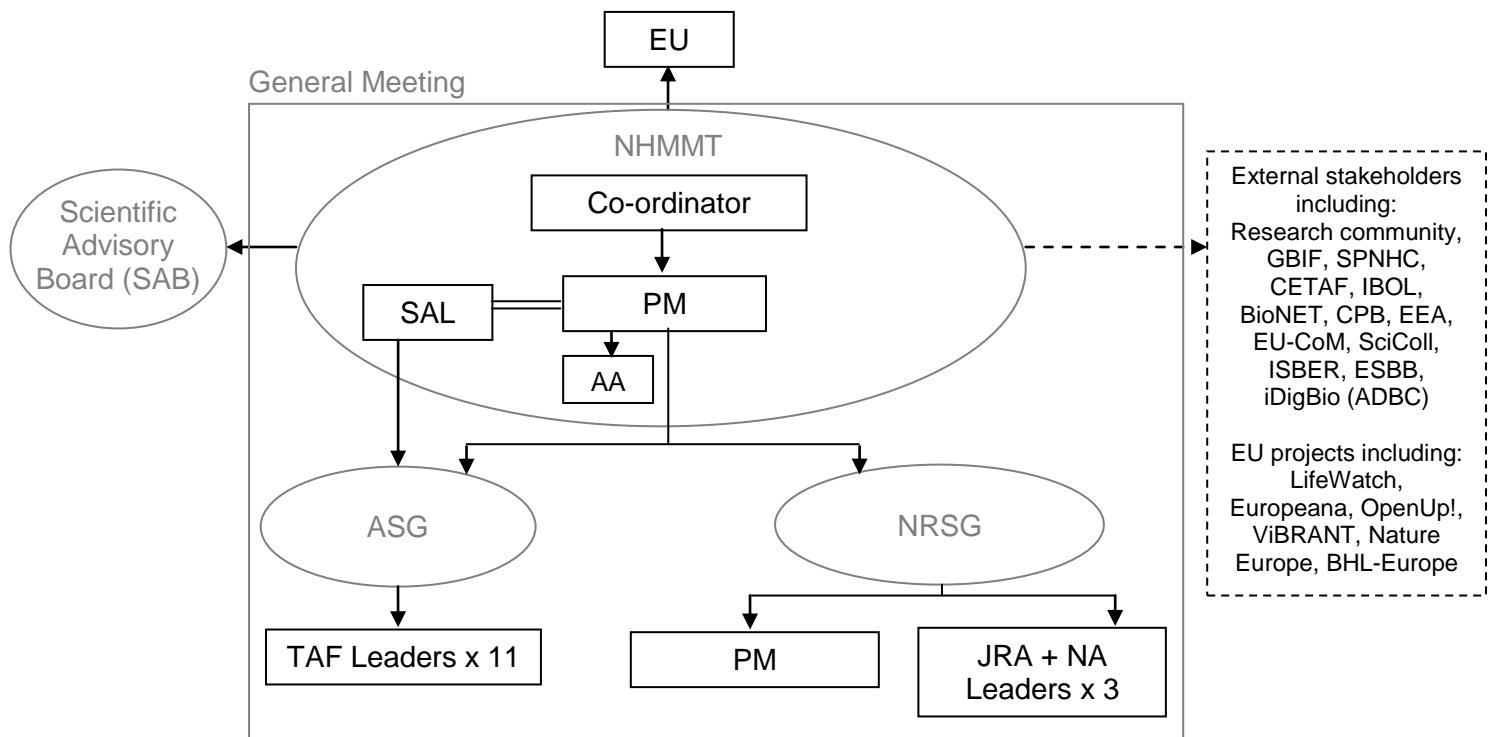 EU
General Meeting
NHMMT
Co-ordinator
Scientific
Advisory
Board (SAB)
SAL
PM
AA
External stakeholders
including:
Research community,
GBIF, SPNHC,
CETAF, IBOL,
BioNET, CPB, EEA,
EU-CoM, SciColl,
ISBER, ESBB,
iDigBio (ADBC)
EU projects including:
LifeWatch,
Europeana, OpenUp!,
ViBRANT, Nature
Europe, BHL-Europe
ASG
NRSG
TAF Leaders x 11
PM
JRA + NA
Leaders x 3